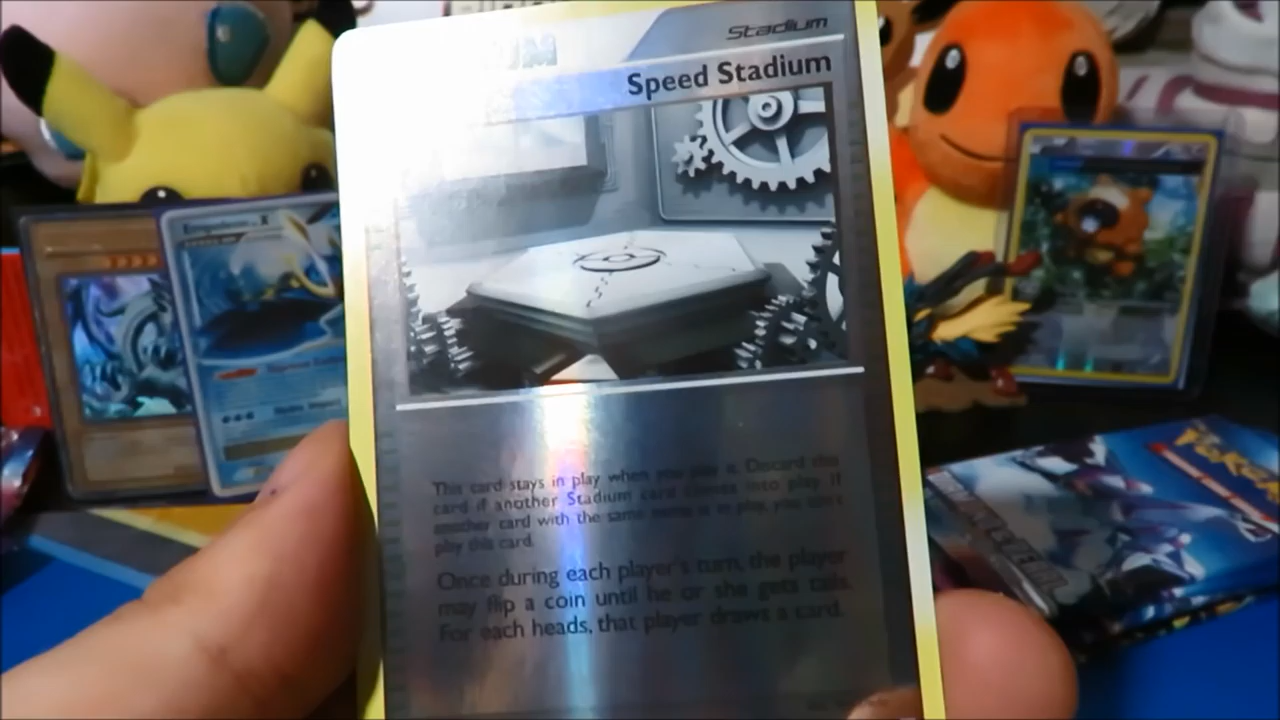 Stadium
Speed Stadium
This card stays in play when you play it. Discard this
card if another Stadium card comes into play. If
another card with the same name is in play, you can't
play this card.
Once during each player's turn, the player
may flip a coin until he or she gets tails.
For each heads, that player draws a card.
Empoleon
POKéMON